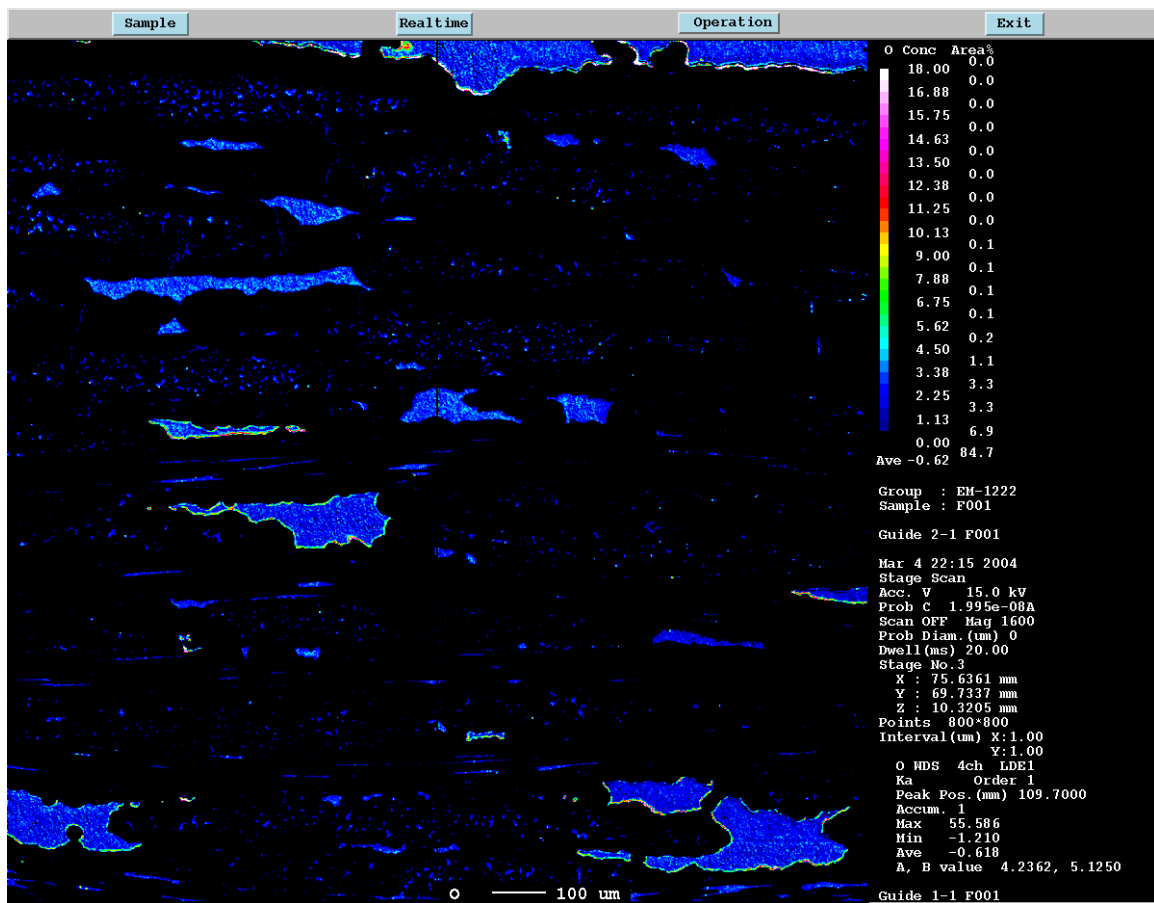 Sample Realtime Operation Exit
O Conc Area%
0.0
18.00 0.0
16.88 0.0
15.75 0.0
14.63 0.0
13.50 0.0
12.38 0.0
11.25 0.0
10.13 0.1
9.00 0.1
7.88 0.1
6.75 0.1
5.62 0.2
4.50 1.1
3.38 3.3
2.25 3.3
1.13 6.9
0.00 84.7
Ave -0.62
Group : EM-1222
Sample : F001
Guide 2-1 F001
Mar 4 22:15 2004
Stage Scan
Acc. V 15.0 kV
Prob C 1.995e-08A
Scan OFF Mag 1600
Prob Diam.(um) 0
Dwell(ms) 20.00
Stage No.3
X : 75.6361 mm
Y : 69.7337 mm
Z : 10.3205 mm
Points 800*800
Interval(um) X:1.00
Y:1.00
O WDS 4ch LDE1
Ka Order 1
Peak Pos.(mm) 109.7000
Accum. 1
Max 55.586
Min -1.210
Ave -0.618
A, B value 4.2362, 5.1250
Guide 1-1 F001
O 100 um